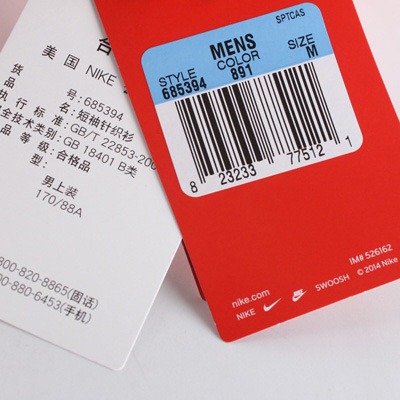 合
美国 NIKE
货号:685394
品名:短袖针织衫
执行标准:GB/T 22853-200
安全技术类别:GB 18401 B类
品等级:合格品
型:
男上装
170/88A
800-820-8865(固话)
00-880-6453(手机)
SPTCAS
MENS
STYLE COLOR SIZE
685394 891 M
8 23233 77512 1
IM# 526162
SWOOSH © 2014 Nike
nike.com
NIKE